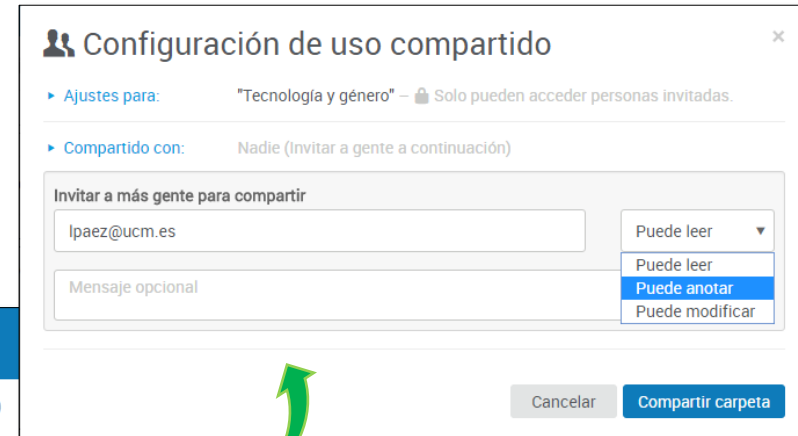 Configuración de uso compartido
×
▸ Ajustes para: "Tecnología y género" – Solo pueden acceder personas invitadas.
▸ Compartido con: Nadie (Invitar a gente a continuación)
Invitar a más gente para compartir
lpaez@ucm.es Puede leer ▼
Puede leer
Mensaje opcional Puede anotar
Puede modificar
Cancelar Compartir carpeta